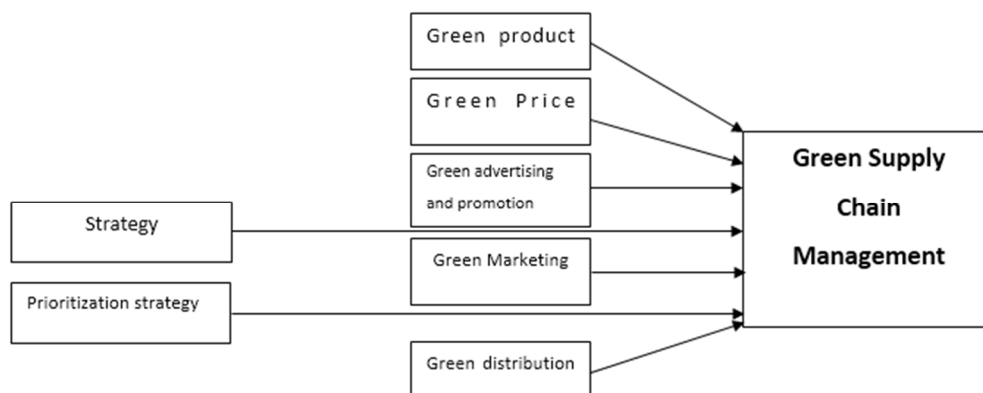 Green product
Green Price
Green advertising
and promotion
Strategy
Green Marketing
Prioritization strategy
Green distribution
Green Supply
Chain
Management